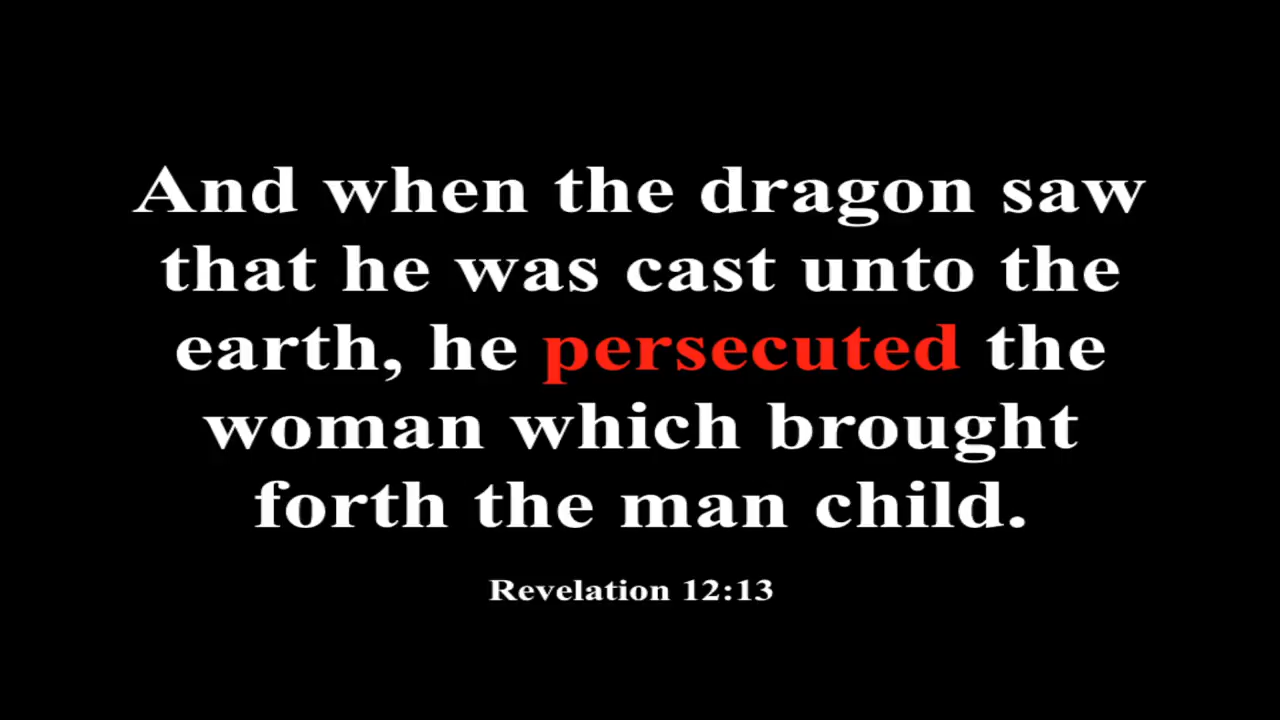 And when the dragon saw
that he was cast unto the
earth, he persecuted the
woman which brought
forth the man child.
Revelation 12:13